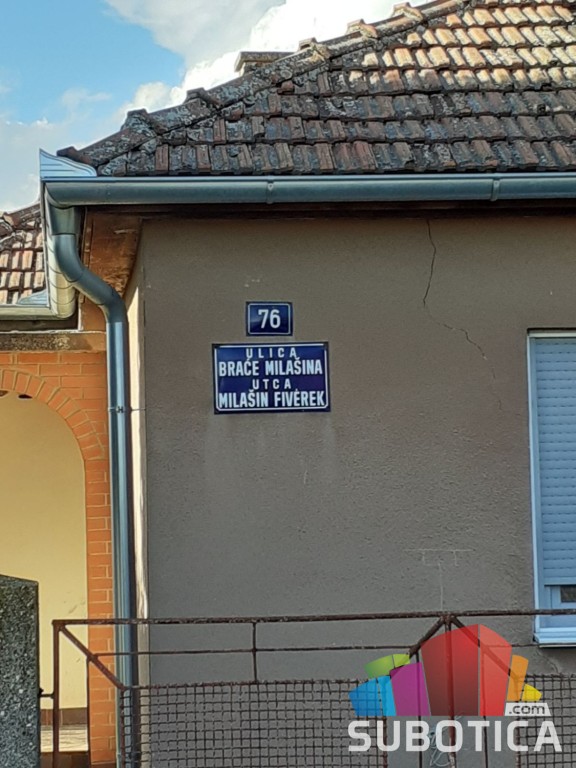 76
ULICA
BRAĆE MILAŠINA
UTCA
MILAŠIN FIVÉREK
.com
SUBOTICA